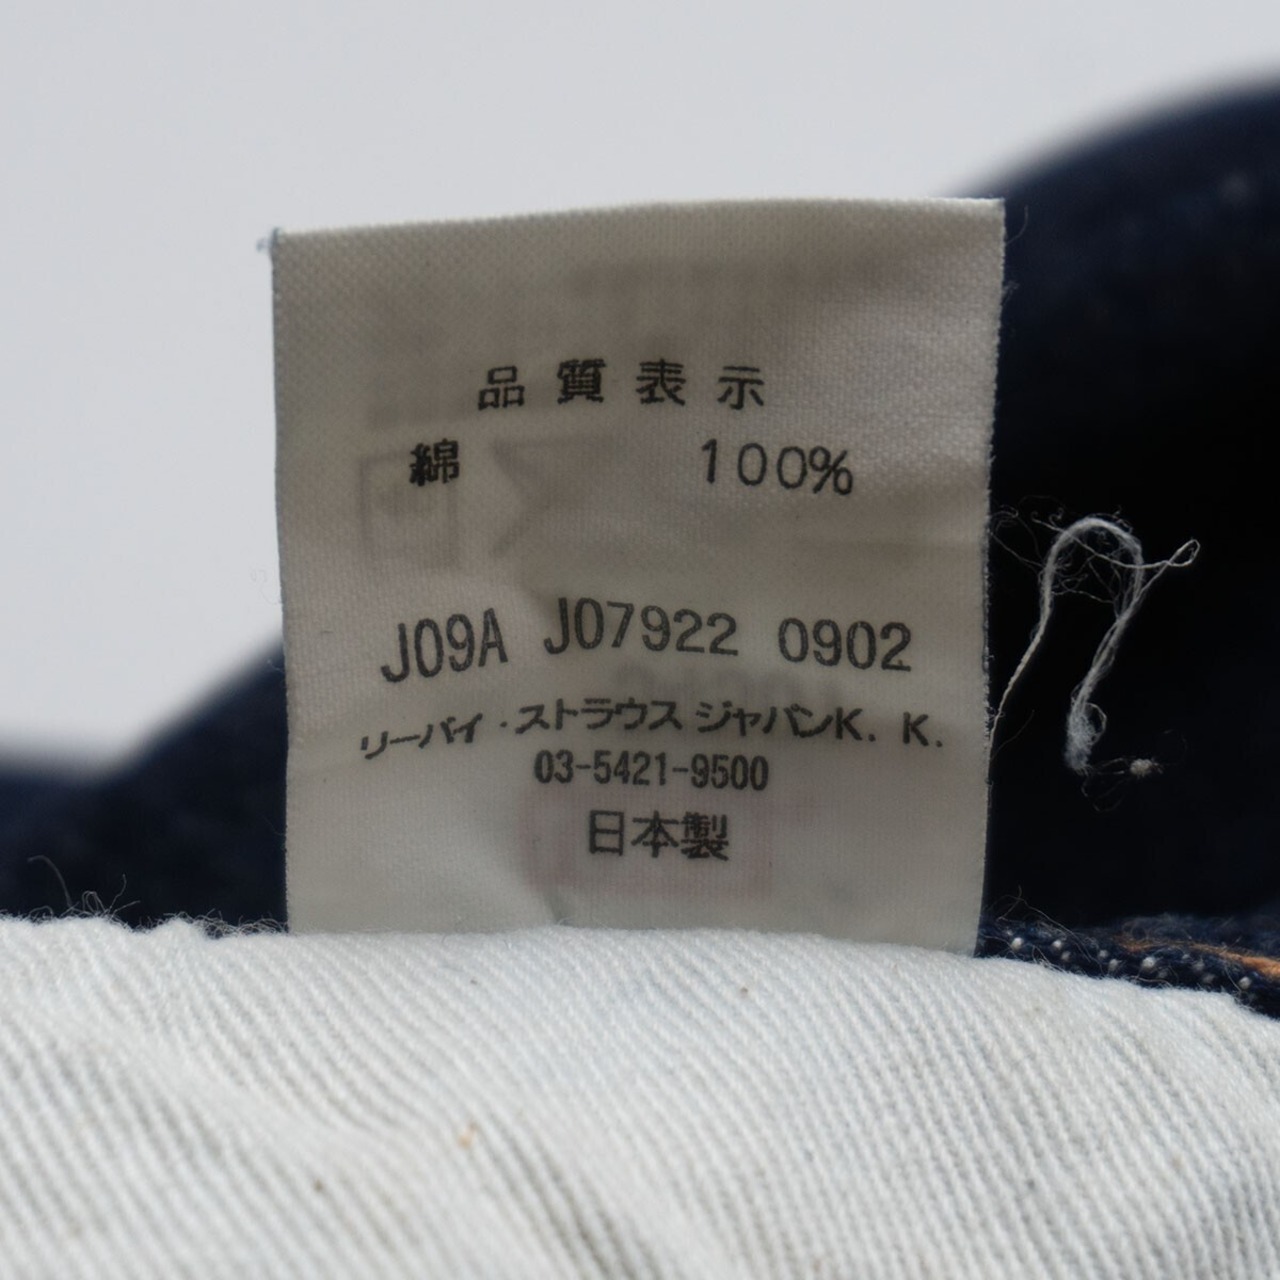 品質表示
綿 100%
J09A J07922 0902
リーバイ・ストラウス ジャパンK. K.
03-5421-9500
日本製